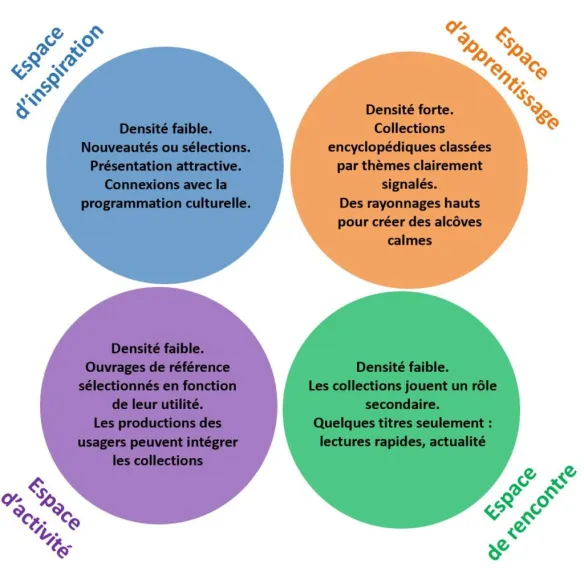 Espace
d’inspiration
Densité faible.
Nouveautés ou sélections.
Présentation attractive.
Connexions avec la
programmation culturelle.
Espace
d’apprentissage
Densité forte.
Collections
encyclopédiques classées
par thèmes clairement
signalés.
Des rayonnages hauts
pour créer des alcôves
calmes
Densité faible.
Ouvrages de référence
sélectionnés en fonction
de leur utilité.
Les productions des
usagers peuvent intégrer
les collections
Espace
d’activité
Densité faible.
Les collections jouent un rôle
secondaire.
Quelques titres seulement :
lectures rapides, actualité
Espace
de rencontre